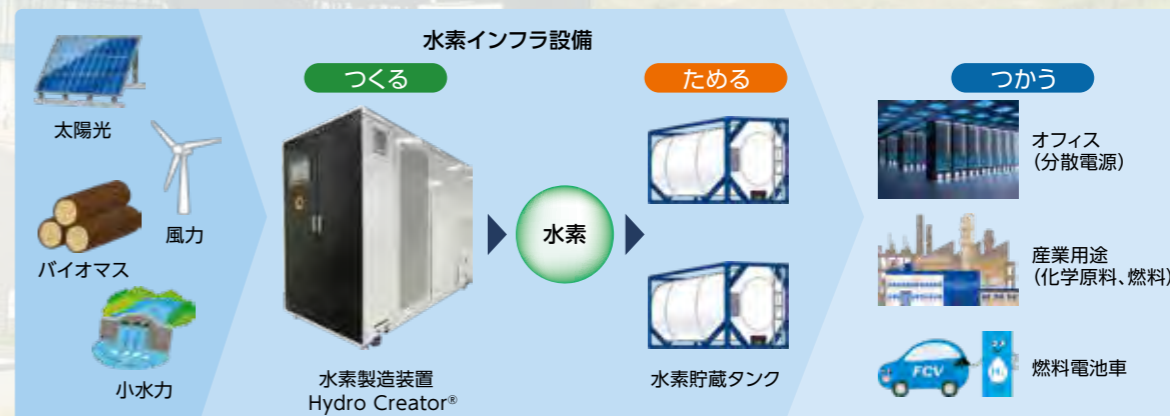 水素インフラ設備
つくる
ためる
つかう
太陽光
風力
バイオマス
小水力
水素製造装置
Hydro Creator®
水素
水素貯蔵タンク
オフィス
（分散電源）
産業用途
（化学原料、燃料）
FCV
H₂
燃料電池車